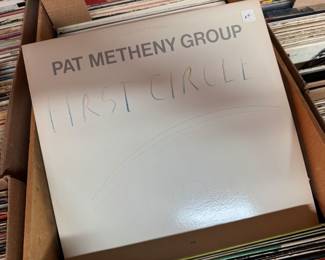 PAT METHENY GROUP
FIRST CIRCLE